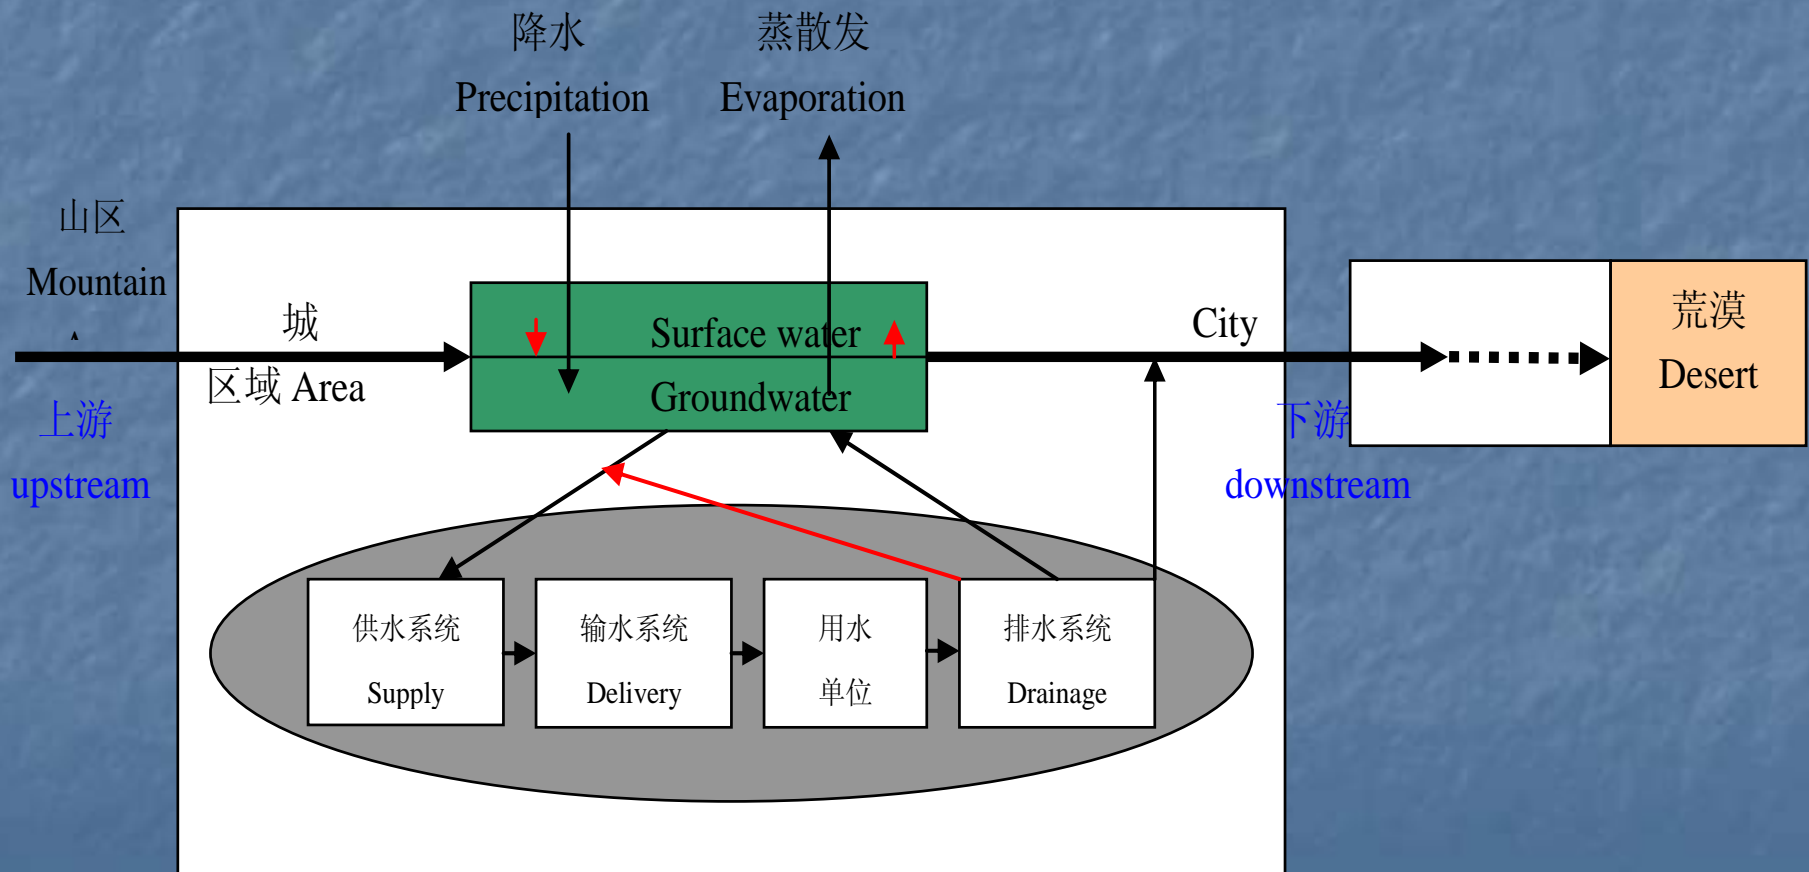 降水
Precipitation
蒸散发
Evaporation
山区
Mountain
城
区域 Area
上游
upstream
Surface water
Groundwater
City
下游
downstream
荒漠
Desert
供水系统
Supply
输水系统
Delivery
用水
单位
排水系统
Drainage